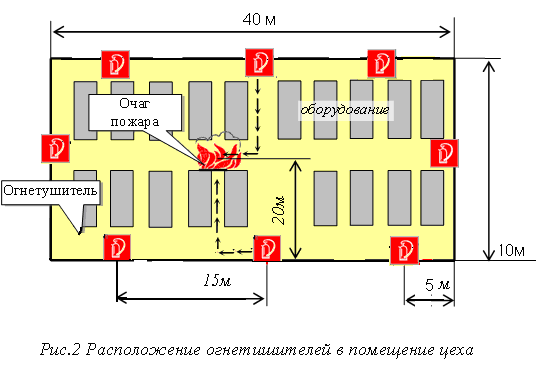 40 м
Очаг
пожара
оборудование
Огнетушитель
20м
10м
15м
5 м
Рис.2 Расположение огнетишителей в помещение цеха